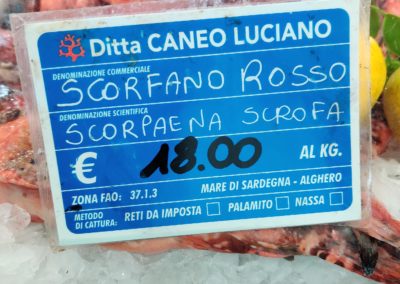 Ditta CANEO LUCIANO
DENOMINAZIONE COMMERCIALE
SCORFANO ROSSO
DENOMINAZIONE SCIENTIFICA
SCORPAENA SCROFA
€ 18.00 AL KG.
ZONA FAO: 37.1.3 MARE DI SARDEGNA - ALGHERO
METODO DI CATTURA: RETI DA IMPOSTA PALAMITO NASSA